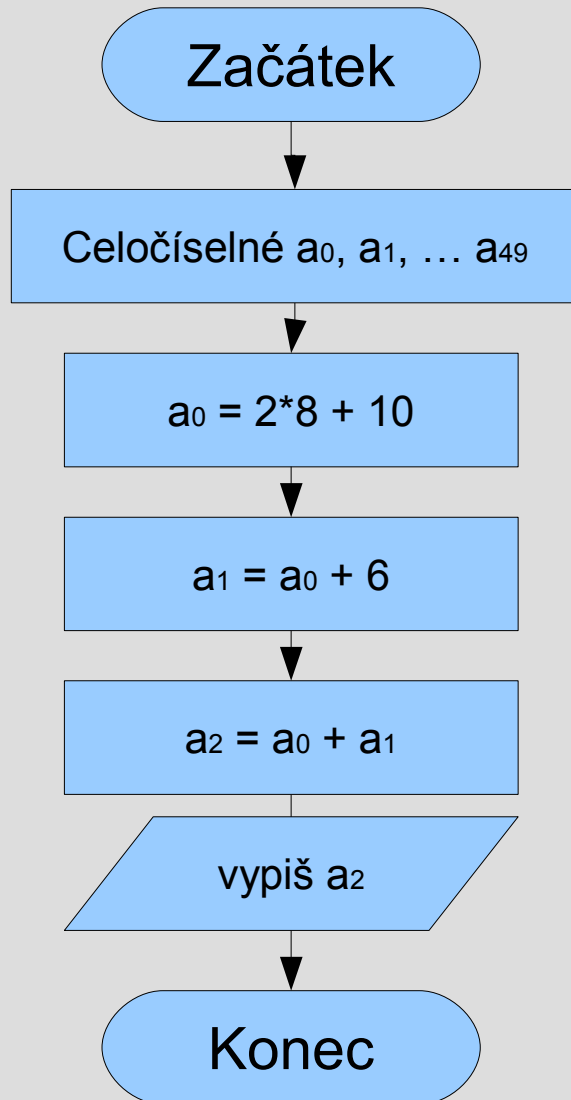 Začátek
Celočíselné a₀, a₁, … a₄₉
a₀ = 2*8 + 10
a₁ = a₀ + 6
a₂ = a₀ + a₁
vypiš a₂
Konec